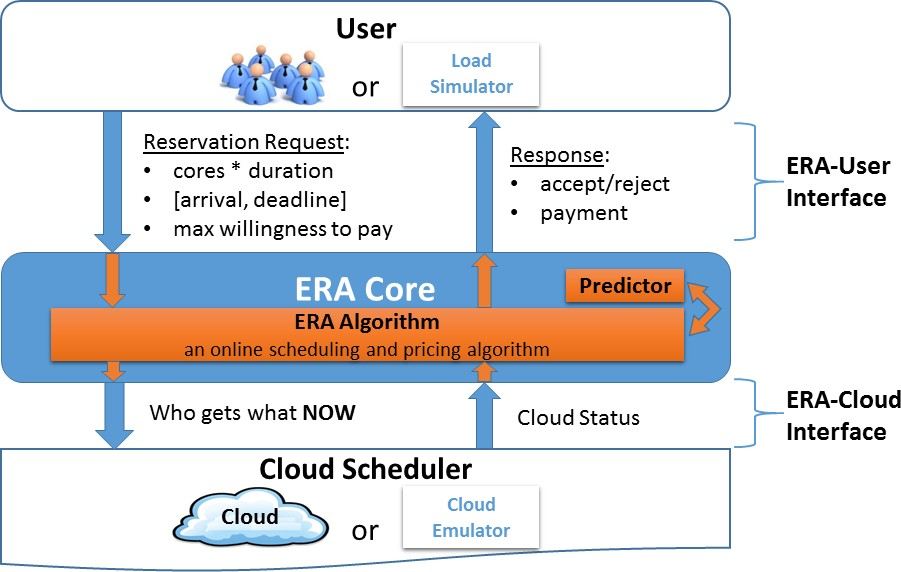 User
or
Load
Simulator
Reservation Request:
• cores * duration
• [arrival, deadline]
• max willingness to pay
Response:
• accept/reject
• payment
ERA-User
Interface
ERA Core
Predictor
ERA Algorithm
an online scheduling and pricing algorithm
Who gets what NOW
Cloud Status
ERA-Cloud
Interface
Cloud Scheduler
Cloud
or
Cloud
Emulator